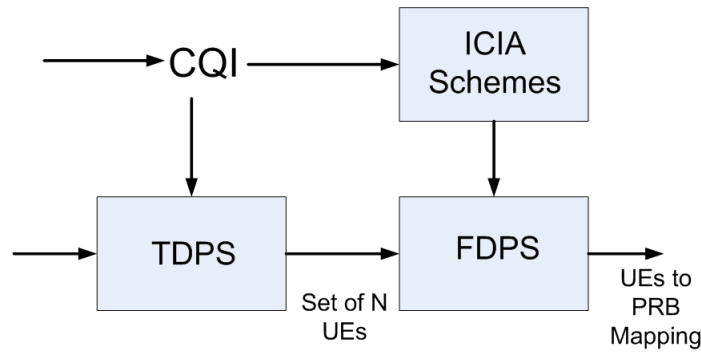 CQI
ICIA
Schemes
TDPS
FDPS
Set of N
UEs
UEs to
PRB
Mapping